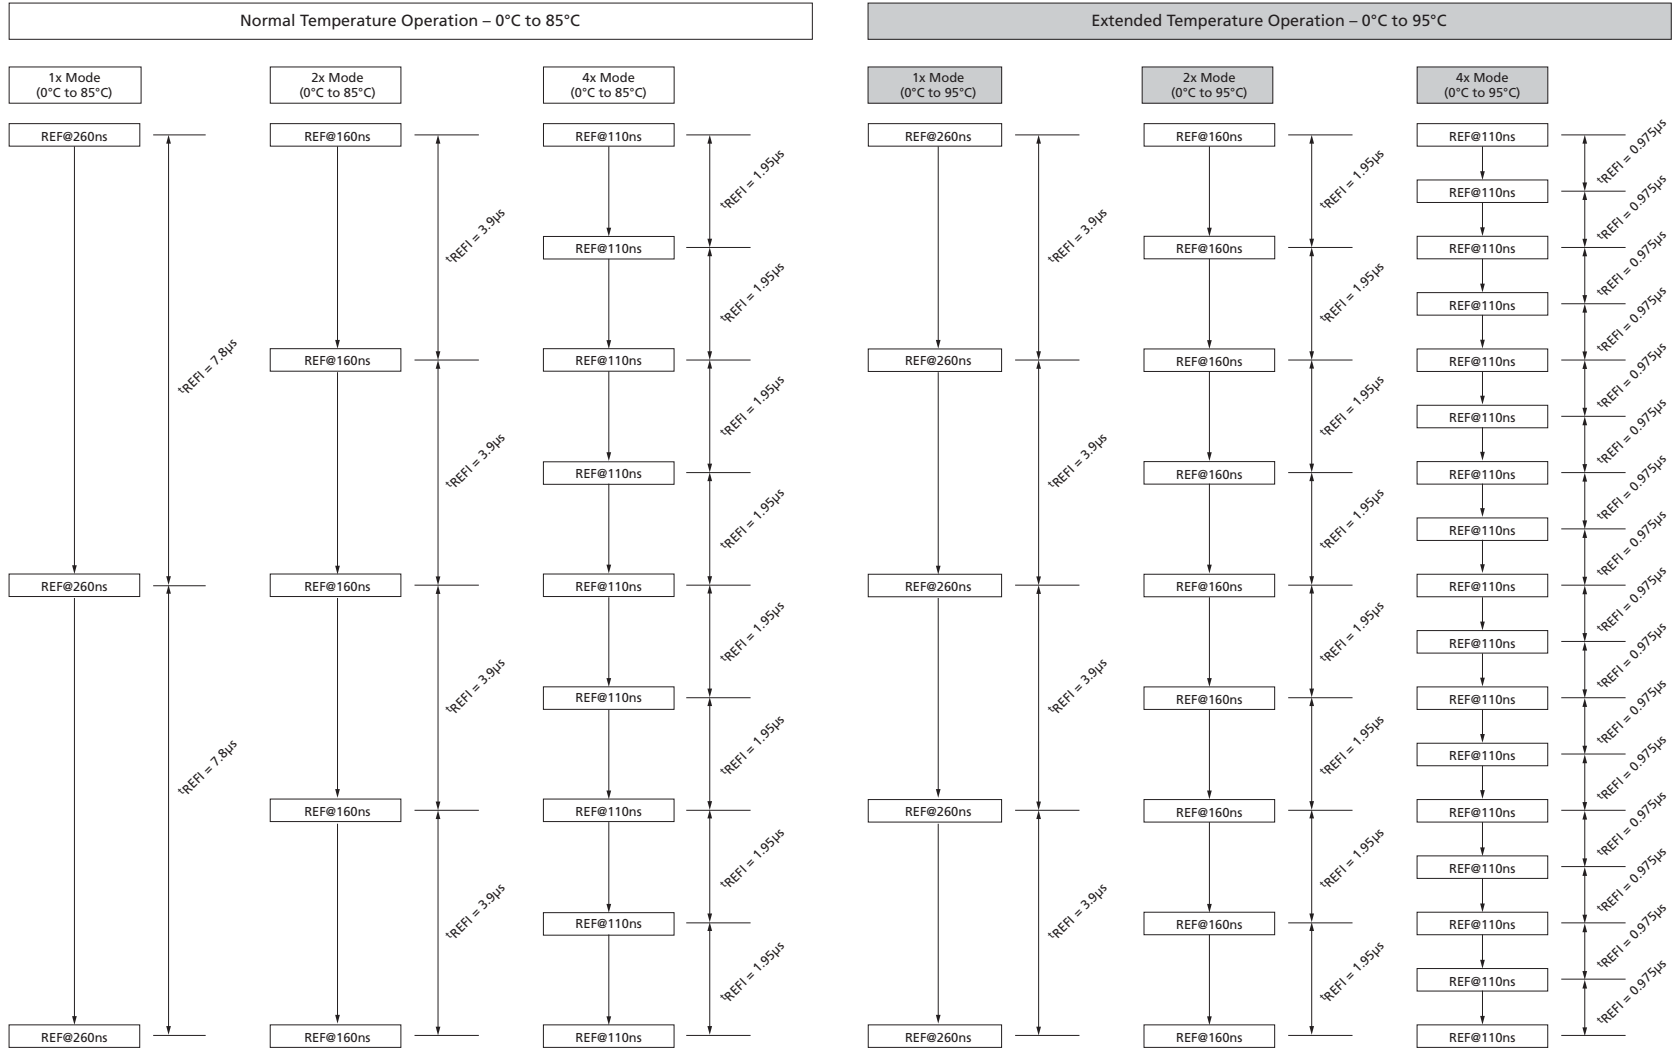 Normal Temperature Operation – 0°C to 85°C
1x Mode
(0°C to 85°C)
REF@260ns
tREFI = 7.8µs
REF@260ns
tREFI = 7.8µs
REF@260ns
2x Mode
(0°C to 85°C)
REF@160ns
tREFI = 3.9µs
REF@160ns
tREFI = 3.9µs
REF@160ns
tREFI = 3.9µs
REF@160ns
tREFI = 3.9µs
REF@160ns
4x Mode
(0°C to 85°C)
REF@110ns
tREFI = 1.95µs
REF@110ns
tREFI = 1.95µs
REF@110ns
tREFI = 1.95µs
REF@110ns
tREFI = 1.95µs
REF@110ns
tREFI = 1.95µs
REF@110ns
tREFI = 1.95µs
REF@110ns
tREFI = 1.95µs
REF@110ns
tREFI = 1.95µs
REF@110ns
Extended Temperature Operation – 0°C to 95°C
1x Mode
(0°C to 95°C)
REF@260ns
tREFI = 3.9µs
REF@260ns
tREFI = 3.9µs
REF@260ns
tREFI = 3.9µs
REF@260ns
tREFI = 3.9µs
REF@260ns
2x Mode
(0°C to 95°C)
REF@160ns
tREFI = 1.95µs
REF@160ns
tREFI = 1.95µs
REF@160ns
tREFI = 1.95µs
REF@160ns
tREFI = 1.95µs
REF@160ns
tREFI = 1.95µs
REF@160ns
tREFI = 1.95µs
REF@160ns
tREFI = 1.95µs
REF@160ns
tREFI = 1.95µs
REF@160ns
4x Mode
(0°C to 95°C)
REF@110ns
tREFI = 0.975µs
REF@110ns
tREFI = 0.975µs
REF@110ns
tREFI = 0.975µs
REF@110ns
tREFI = 0.975µs
REF@110ns
tREFI = 0.975µs
REF@110ns
tREFI = 0.975µs
REF@110ns
tREFI = 0.975µs
REF@110ns
tREFI = 0.975µs
REF@110ns
tREFI = 0.975µs
REF@110ns
tREFI = 0.975µs
REF@110ns
tREFI = 0.975µs
REF@110ns
tREFI = 0.975µs
REF@110ns
tREFI = 0.975µs
REF@110ns
tREFI = 0.975µs
REF@110ns
tREFI = 0.975µs
REF@110ns
tREFI = 0.975µs
REF@110ns